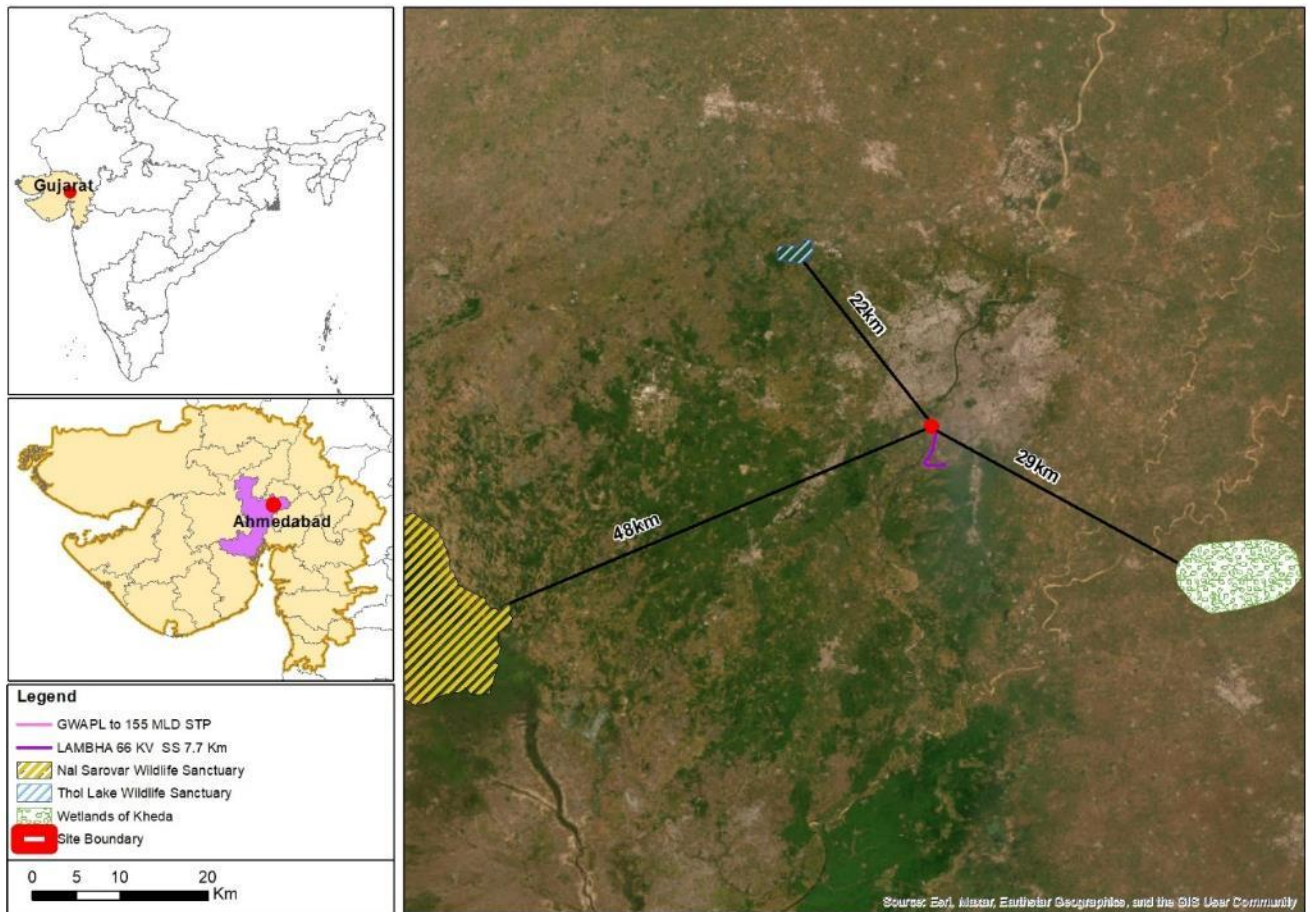 Gujarat
Ahmedabad
Legend
GWAPL to 155 MLD STP
LAMBHA 66 KV SS 7.7 Km
Nal Sarovar Wildlife Sanctuary
Thol Lake Wildlife Sanctuary
Wetlands of Kheda
Site Boundary
0 5 10 20
Km
22km
48km
29km
Source: Esri, Maxar, Earthstar Geographics, and the GIS User Community